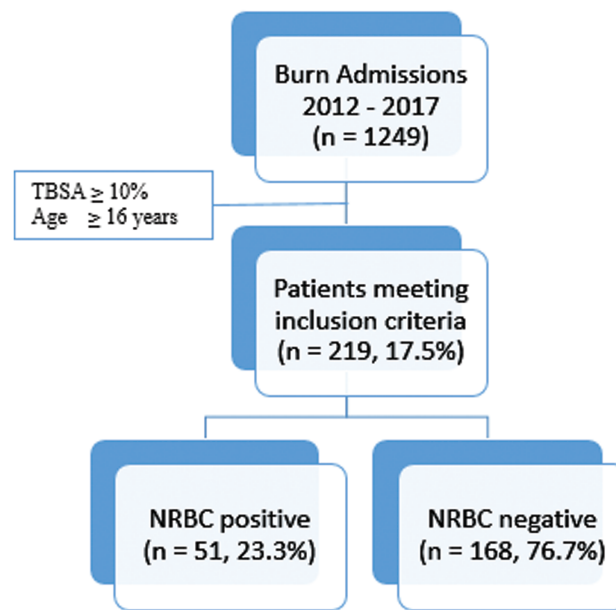 Burn Admissions
2012 - 2017
(n = 1249)
TBSA ≥ 10%
Age ≥ 16 years
Patients meeting
inclusion criteria
(n = 219, 17.5%)
NRBC positive
(n = 51, 23.3%)
NRBC negative
(n = 168, 76.7%)